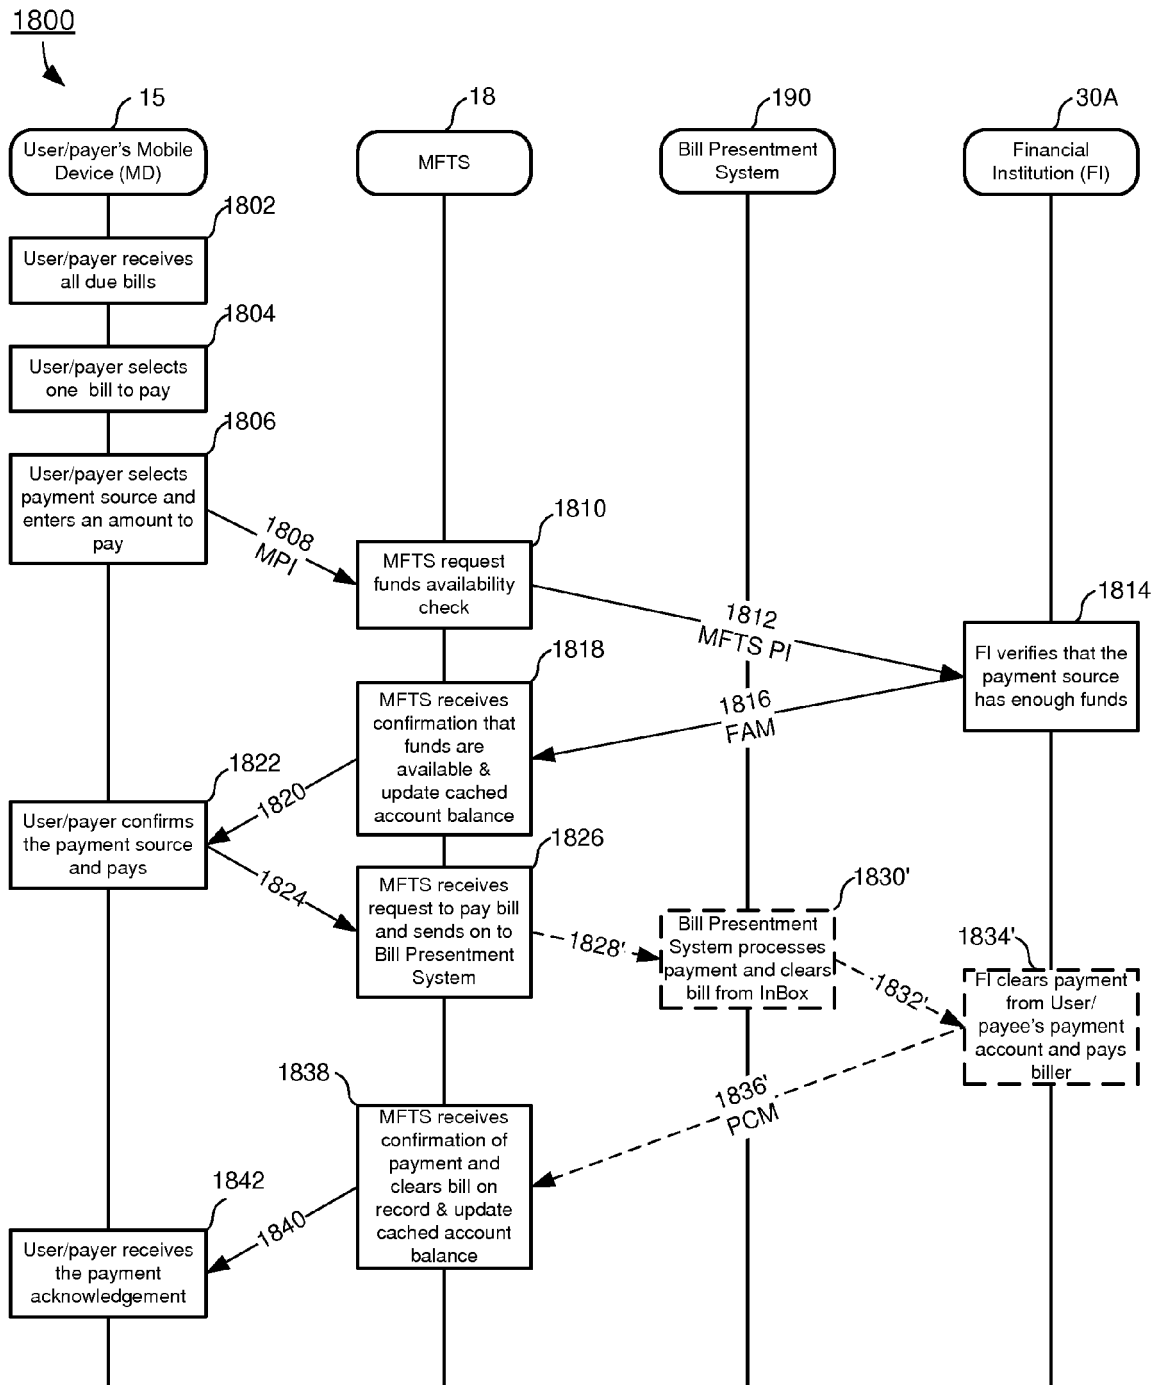 1800
15
18
190
30A
User/payer's Mobile
Device (MD)
MFTS
Bill Presentment
System
Financial
Institution (FI)
1802
User/payer receives
all due bills
1804
User/payer selects
one bill to pay
1806
User/payer selects
payment source and
enters an amount to
pay
1808
MPI
1810
MFTS request
funds availability
check
1812
MFTS PI
1814
FI verifies that the
payment source
has enough funds
1816
FAM
1818
MFTS receives
confirmation that
funds are
available &
update cached
account balance
1820
1822
User/payer confirms
the payment source
and pays
1824
1826
MFTS receives
request to pay bill
and sends on to
Bill Presentment
System
1828'
1830'
Bill Presentment
System processes
payment and clears
bill from InBox
1832'
1834'
FI clears payment
from User/
payee's payment
account and pays
biller
1836'
PCM
1838
MFTS receives
confirmation of
payment and
clears bill on
record & update
cached account
balance
1840
1842
User/payer receives
the payment
acknowledgement